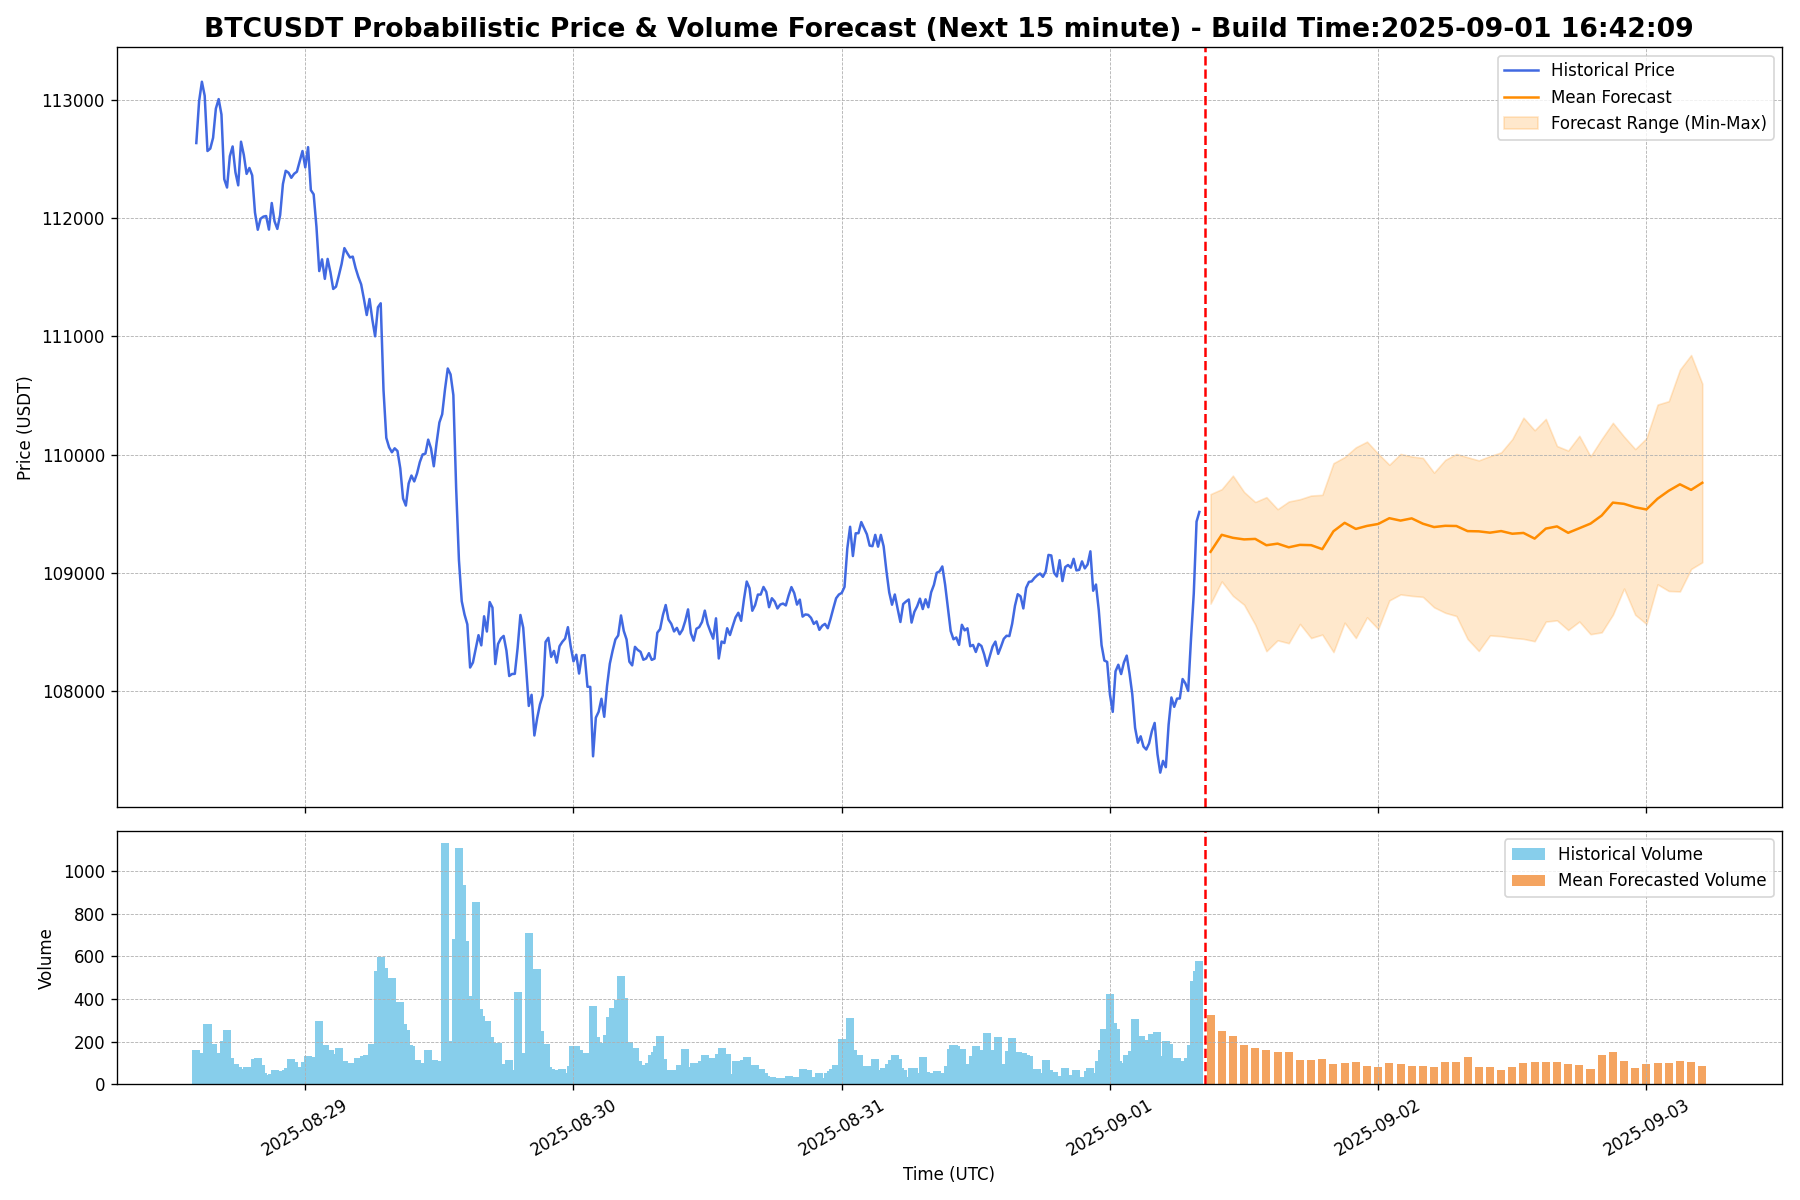 BTCUSDT Probabilistic Price & Volume Forecast (Next 15 minute) - Build Time:2025-09-01 16:42:09
Historical Price
Mean Forecast
Forecast Range (Min-Max)
113000
112000
111000
110000
109000
108000
Price (USDT)
Historical Volume
Mean Forecasted Volume
1000
800
600
400
200
0
Volume
2025-08-29
2025-08-30
2025-08-31
2025-09-01
2025-09-02
2025-09-03
Time (UTC)